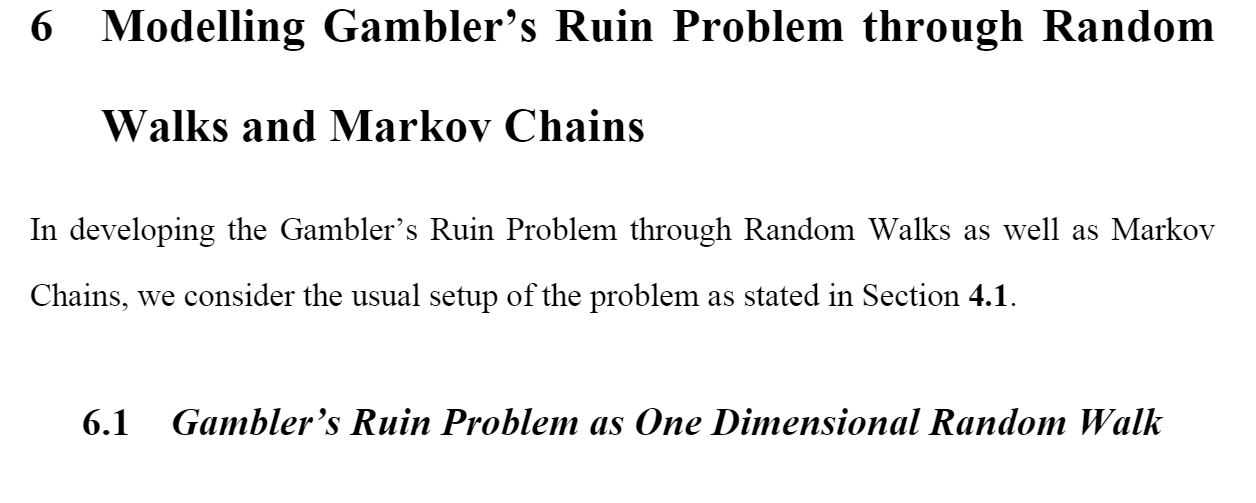 6 Modelling Gambler’s Ruin Problem through Random
Walks and Markov Chains
In developing the Gambler’s Ruin Problem through Random Walks as well as Markov
Chains, we consider the usual setup of the problem as stated in Section 4.1.
6.1 Gambler’s Ruin Problem as One Dimensional Random Walk